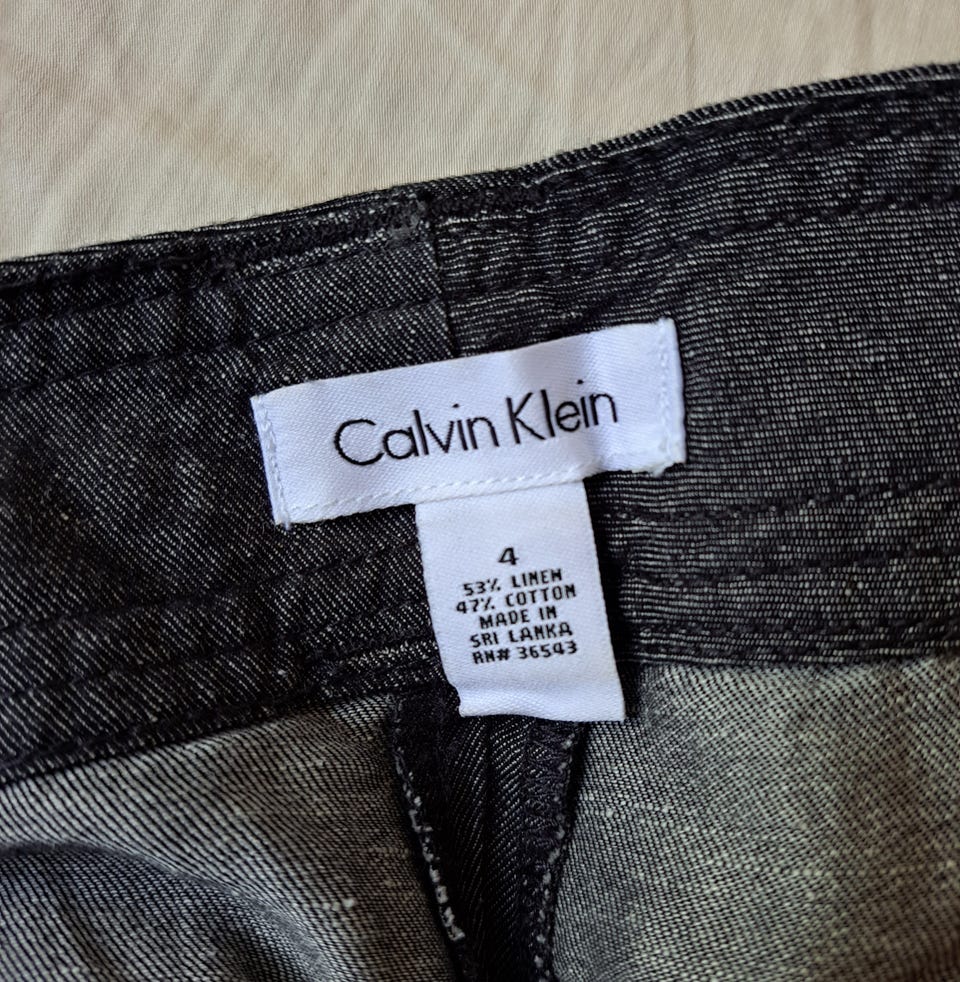 Calvin Klein
4
53% LINEN
47% COTTON
MADE IN
SRI LANKA
RN# 36543